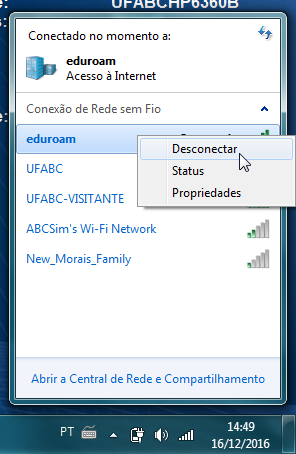 UFABCHP6360B
Conectado no momento a:
eduroam
Acesso à Internet
Conexão de Rede sem Fio
eduroam
Desconectar
UFABC
Status
UFABC-VISITANTE
Propriedades
ABCSim's Wi-Fi Network
New_Morais_Family
Abrir a Central de Rede e Compartilhamento
PT
14:49
16/12/2016